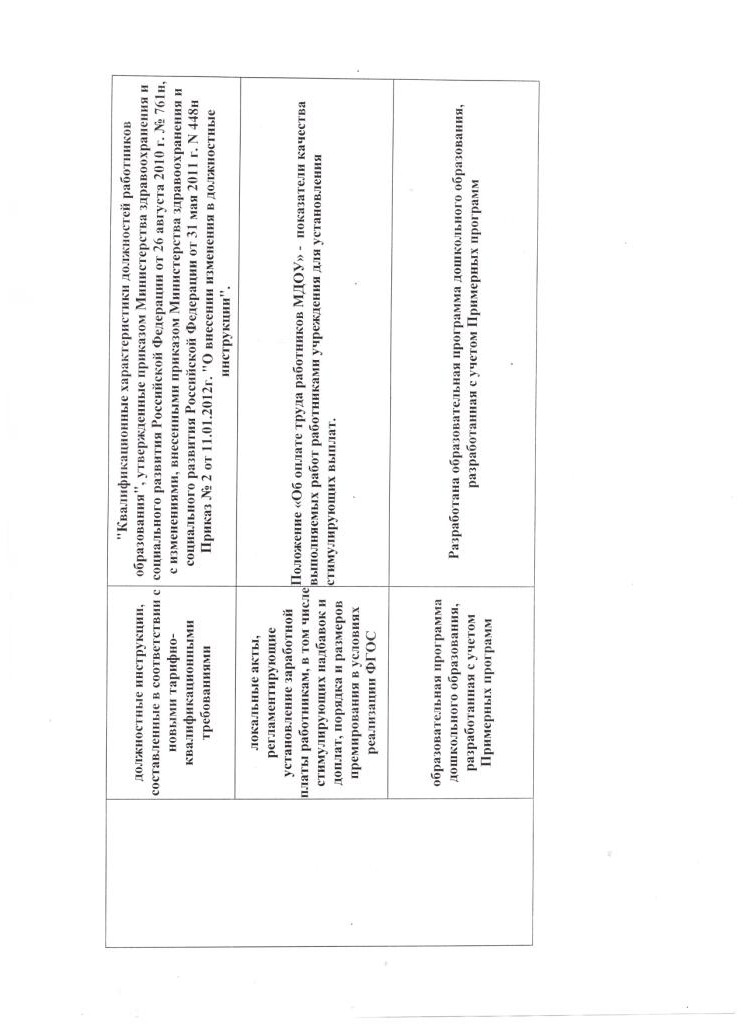 должностные инструкции,
составленные в соответствии с
новыми тарифно-
квалификационными
требованиями
"Квалификационные характеристики должностей работников
образования", утвержденные приказом Министерства здравоохранения и
социального развития Российской Федерации от 26 августа 2010 г. № 761н,
с изменениями, внесенными приказом Министерства здравоохранения и
социального развития Российской Федерации от 31 мая 2011 г. N 448н
Приказ № 2 от 11.01.2012г. "О внесении изменения в должностные
инструкции".
локальные акты,
регламентирующие
установление заработной
платы работникам, в том числе
стимулирующих надбавок и
доплат, порядка и размеров
премирования в условиях
реализации ФГОС
Положение «Об оплате труда работников МДОУ» - показатели качества
выполняемых работ работниками учреждения для установления
стимулирующих выплат.
образовательная программа
дошкольного образования,
разработанная с учетом
Примерных программ
Разработана образовательная программа дошкольного образования,
разработанная с учетом Примерных программ